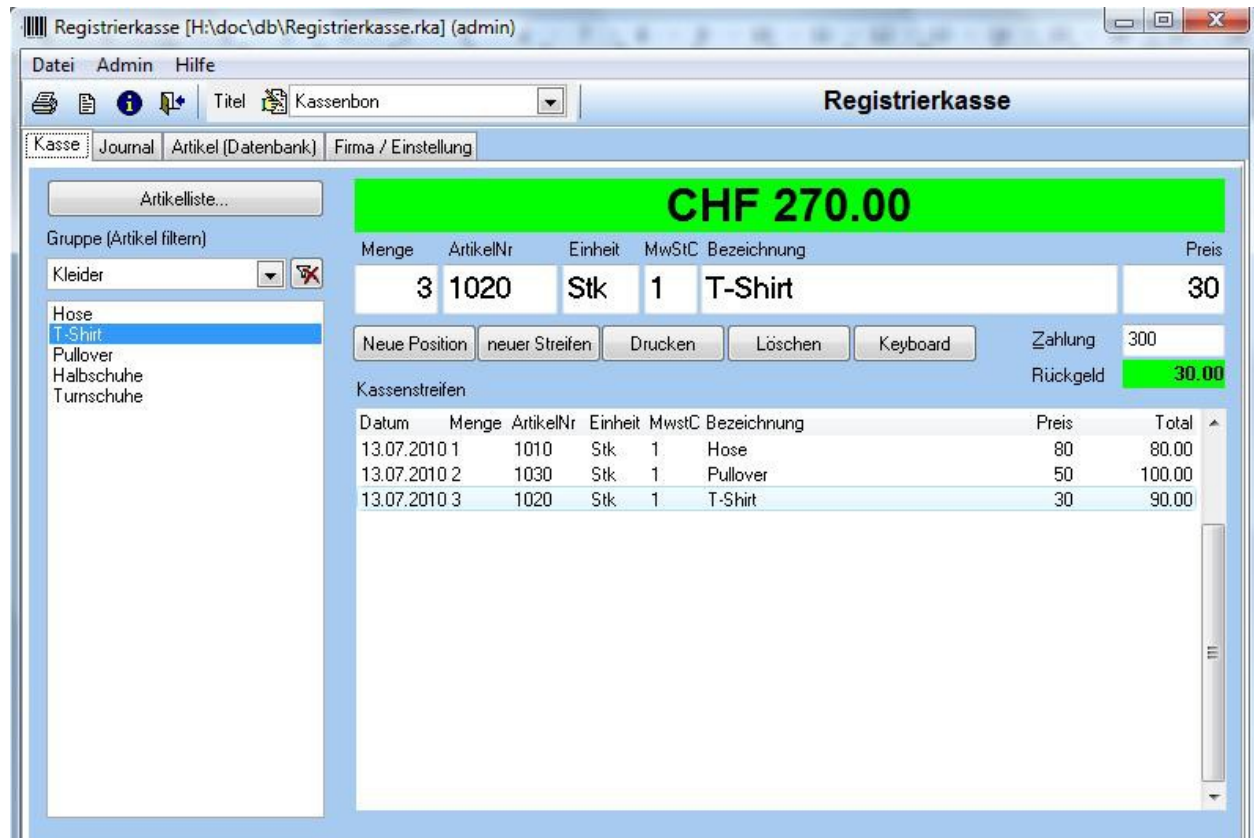 Registrierkasse [H:\doc\db\Registrierkasse.rka] (admin)
Datei Admin Hilfe
Titel Kassenbon Registrierkasse
Kasse Journal Artikel (Datenbank) Firma / Einstellung
Artikelliste...
Gruppe (Artikel filtern)
Kleider
Hose
T-Shirt
Pullover
Halbschuhe
Turnschuhe
CHF 270.00
Menge ArtikelNr Einheit MwStC Bezeichnung Preis
3 1020 Stk 1 T-Shirt 30
Neue Position neuer Streifen Drucken Löschen Keyboard
Zahlung 300
Rückgeld 30.00
Kassenstreifen
Datum Menge ArtikelNr Einheit MwstC Bezeichnung Preis Total
13.07.2010 1 1010 Stk 1 Hose 80 80.00
13.07.2010 2 1030 Stk 1 Pullover 50 100.00
13.07.2010 3 1020 Stk 1 T-Shirt 30 90.00